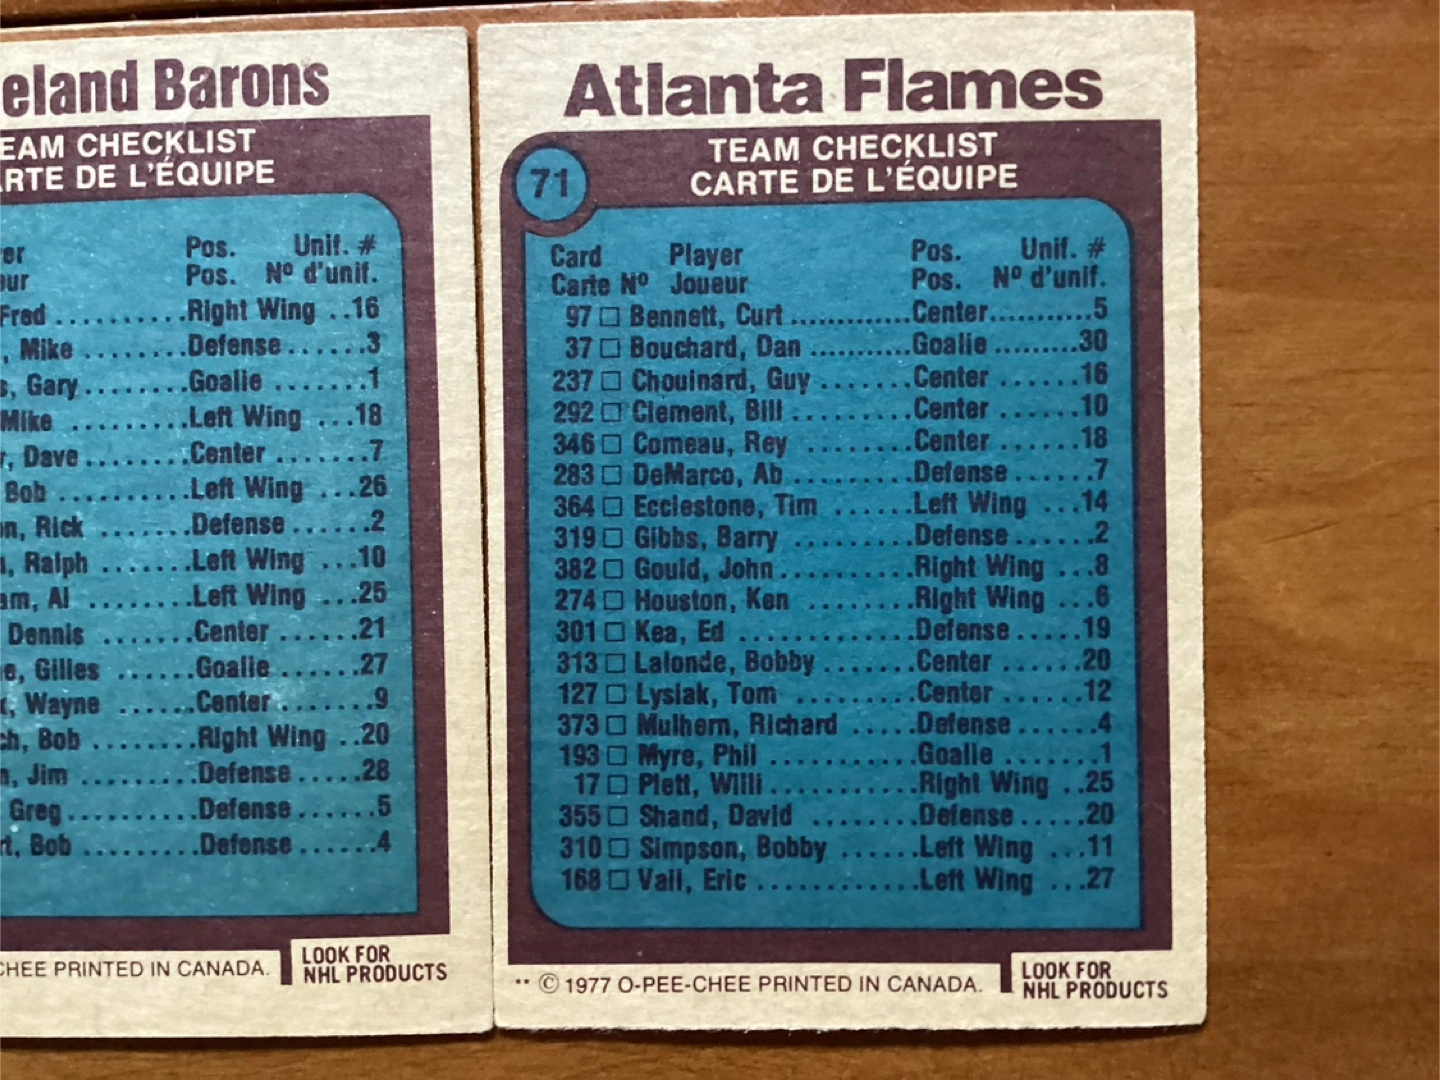 eland Barons
EAM CHECKLIST
RTE DE L'ÉQUIPE
er Pos. Unif. #
ur Pos. Nº d'unif.
Fred ..........Right Wing ..16
, Mike ........Defense......3
s, Gary........Goalie .......1
Mike .........Left Wing ...18
r, Dave........Center .......7
Bob ..........Left Wing ...26
n, Rick .......Defense......2
, Ralph .......Left Wing ...10
am, Al ........Left Wing ...25
Dennis .......Center ......21
e, Gilles ......Goalie ......27
, Wayne ......Center ........9
ch, Bob .......Right Wing ..20
n, Jim ........Defense.....28
Greg..........Defense......5
rt, Bob ........Defense......4
CHEE PRINTED IN CANADA.
LOOK FOR
NHL PRODUCTS
Atlanta Flames
71
TEAM CHECKLIST
CARTE DE L'ÉQUIPE
Card Player Pos. Unif. #
Carte Nº Joueur Pos. Nº d'unif.
97 □ Bennett, Curt ............Center...........5
37 □ Bouchard, Dan ..........Goalie .........30
237 □ Chouinard, Guy .......Center ......16
292 □ Clement, Bill .........Center ......10
346 □ Comeau, Rey ........Center ......18
283 □ DeMarco, Ab .........Defense......7
364 □ Ecclestone, Tim ......Left Wing ...14
319 □ Gibbs, Barry .........Defense......2
382 □ Gould, John..........Right Wing ...8
274 □ Houston, Ken ........Right Wing ...6
301 □ Kea, Ed .............Defense.....19
313 □ Lalonde, Bobby .......Center ......20
127 □ Lysiak, Tom .........Center ......12
373 □ Mulhern, Richard .....Defense ......4
193 □ Myre, Phil ...........Goalie .......1
17 □ Plett, Willi ...........Right Wing ..25
355 □ Shand, David ........Defense .....20
310 □ Simpson, Bobby ......Left Wing ...11
168 □ Vail, Eric ............Left Wing ...27
** © 1977 O-PEE-CHEE PRINTED IN CANADA.
LOOK FOR
NHL PRODUCTS